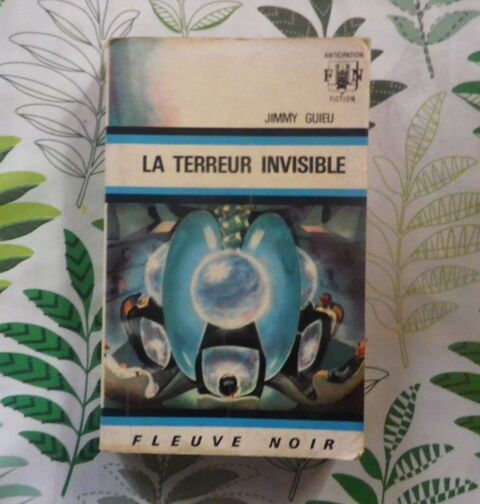 ANTICIPATION
FN
FICTION
JIMMY GUIEU
LA TERREUR INVISIBLE
FLEUVE NOIR